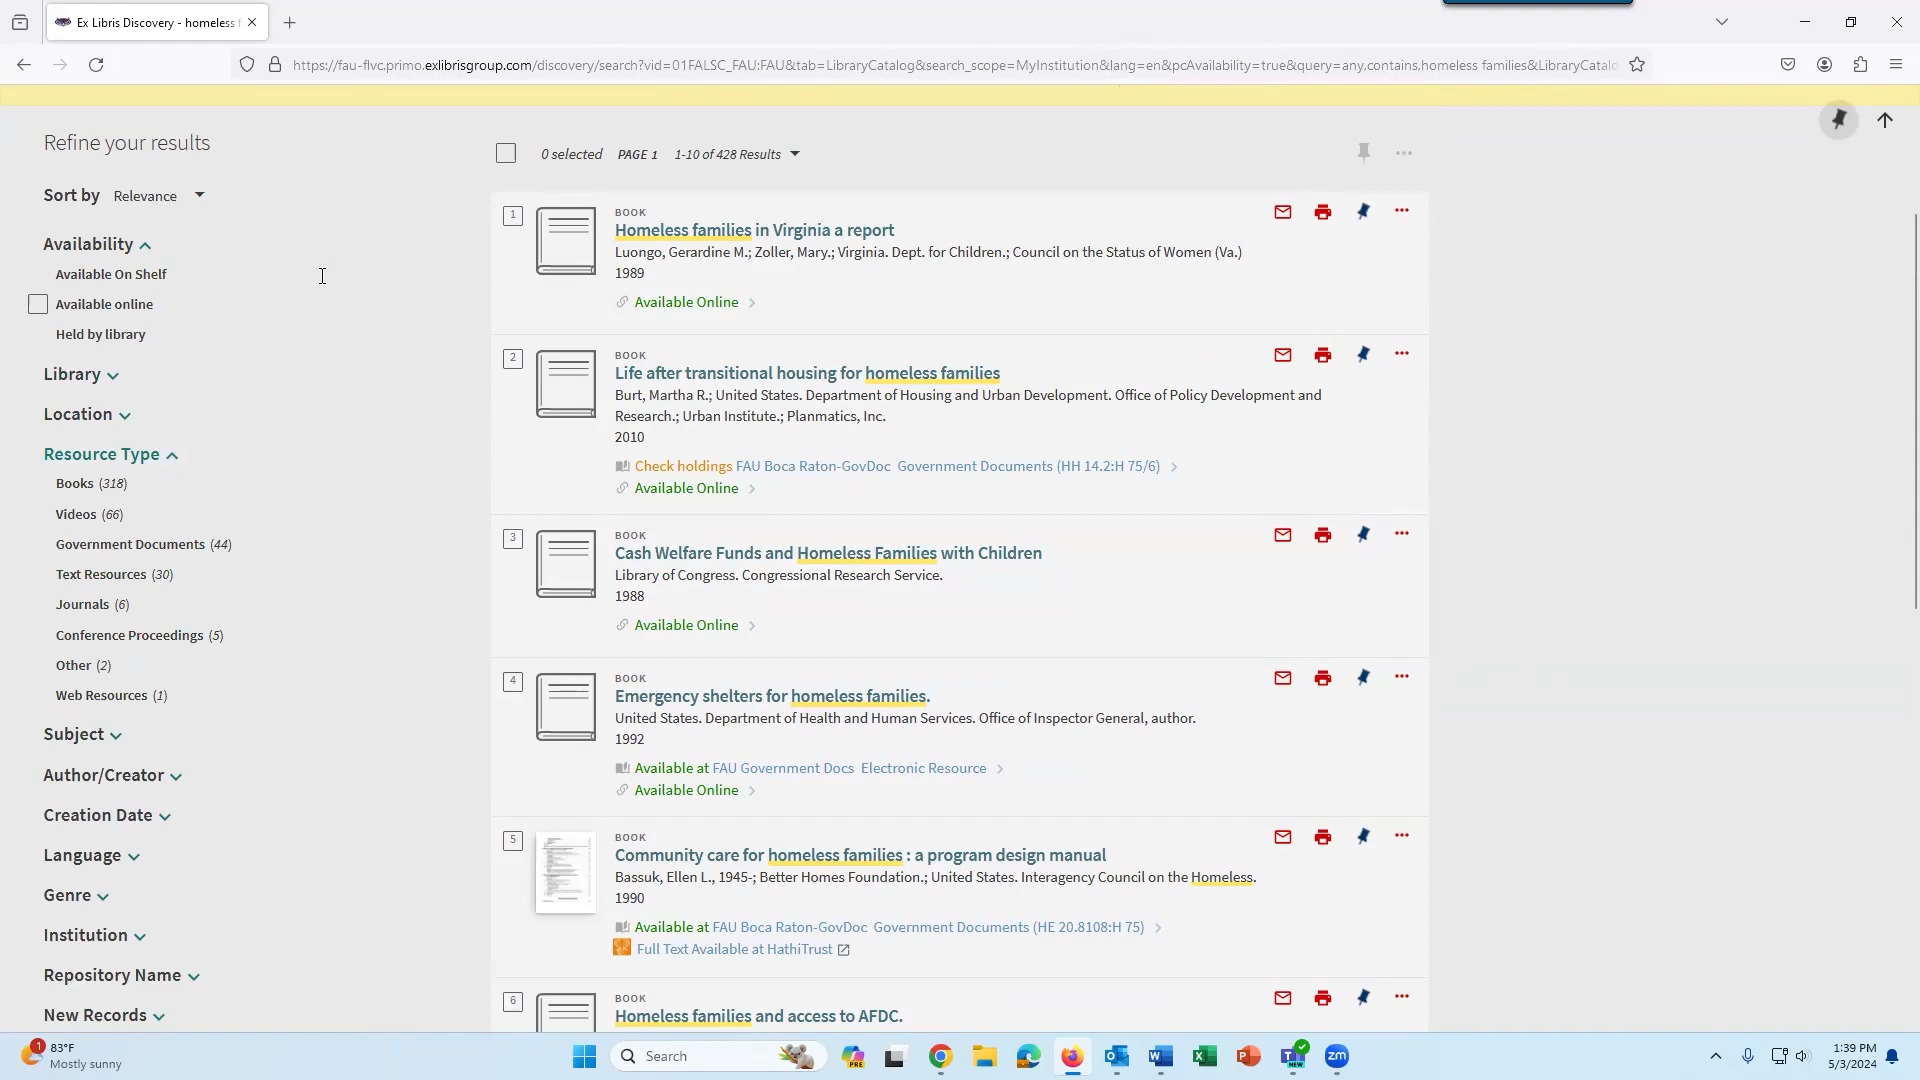 Ex Libris Discovery - homeless f
https://fau-flvc.primo.exlibrisgroup.com/discovery/search?vid=01FALSC_FAU:FAU&tab=LibraryCatalog&search_scope=MyInstitution&lang=en&pcAvailability=true&query=any,contains,homeless families&LibraryCatalo
Refine your results
Sort by Relevance
Availability
Available On Shelf
Available online
Held by library
Library
Location
Resource Type
Books (318)
Videos (66)
Government Documents (44)
Text Resources (30)
Journals (6)
Conference Proceedings (5)
Other (2)
Web Resources (1)
Subject
Author/Creator
Creation Date
Language
Genre
Institution
Repository Name
New Records
0 selected PAGE 1 1-10 of 428 Results
1
BOOK
Homeless families in Virginia a report
Luongo, Gerardine M.; Zoller, Mary.; Virginia. Dept. for Children.; Council on the Status of Women (Va.)
1989
Available Online
2
BOOK
Life after transitional housing for homeless families
Burt, Martha R.; United States. Department of Housing and Urban Development. Office of Policy Development and
Research.; Urban Institute.; Planmatics, Inc.
2010
Check holdings FAU Boca Raton-GovDoc Government Documents (HH 14.2:H 75/6)
Available Online
3
BOOK
Cash Welfare Funds and Homeless Families with Children
Library of Congress. Congressional Research Service.
1988
Available Online
4
BOOK
Emergency shelters for homeless families.
United States. Department of Health and Human Services. Office of Inspector General, author.
1992
Available at FAU Government Docs Electronic Resource
Available Online
5
BOOK
Community care for homeless families : a program design manual
Bassuk, Ellen L., 1945-; Better Homes Foundation.; United States. Interagency Council on the Homeless.
1990
Available at FAU Boca Raton-GovDoc Government Documents (HE 20.8108:H 75)
Full Text Available at HathiTrust
6
BOOK
Homeless families and access to AFDC.
1
83°F
Mostly sunny
Search
PRE
NEW
zm
1:39 PM
5/3/2024